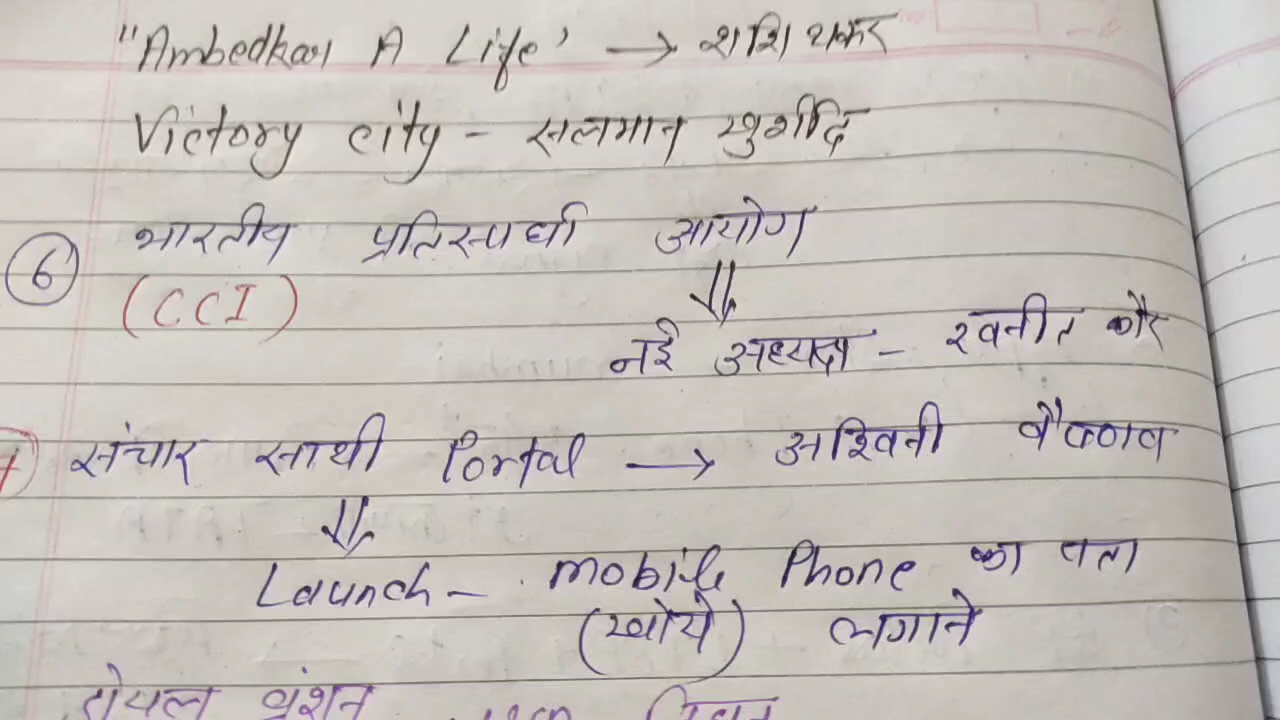 "Ambedkar A Life' → शशि थरूर
Victory city - सलमान खुर्शीद
⑥ भारतीय प्रतिस्पर्धा आयोग
(CCI)
नई अध्यक्ष - रवनीत कौर
संचार साथी Portal → अश्विनी वैष्णव
Launch - mobile Phone का पता
(खोये) लगाने